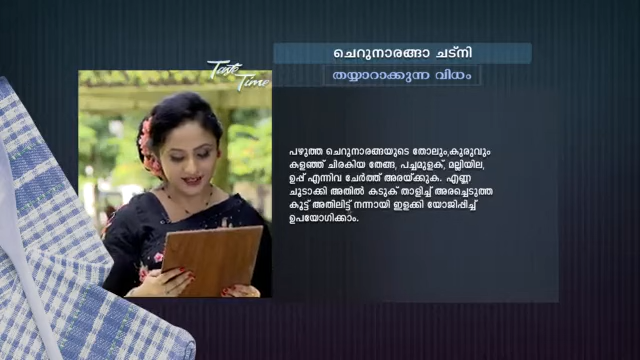 ചെറുനാരങ്ങാ ചട്നി
തയ്യാറാക്കുന്ന വിധം
Taste
Time
പഴുത്ത ചെറുനാരങ്ങയുടെ തോലും,കുരുവും
കളഞ്ഞ് ചിരകിയ തേങ്ങ, പച്ചമുളക്, മല്ലിയില,
ഉപ്പ് എന്നിവ ചേർത്ത് അരയ്ക്കുക. എണ്ണ
ചൂടാക്കി അതിൽ കടുക് താളിച്ച് അരച്ചെടുത്ത
കൂട്ട് അതിലിട്ട് നന്നായി ഇളക്കി യോജിപ്പിച്ച്
ഉപയോഗിക്കാം.